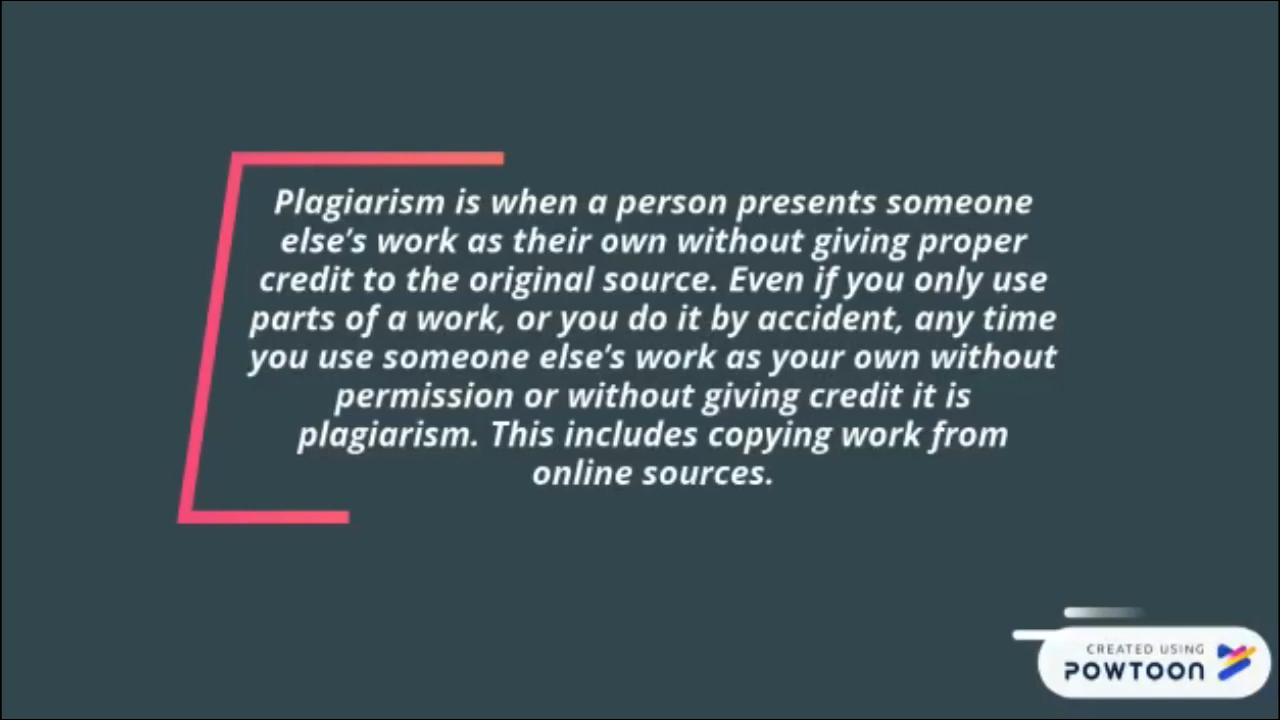 Plagiarism is when a person presents someone
else's work as their own without giving proper
credit to the original source. Even if you only use
parts of a work, or you do it by accident, any time
you use someone else's work as your own without
permission or without giving credit it is
plagiarism. This includes copying work from
online sources.
CREATED USING
POWTOON